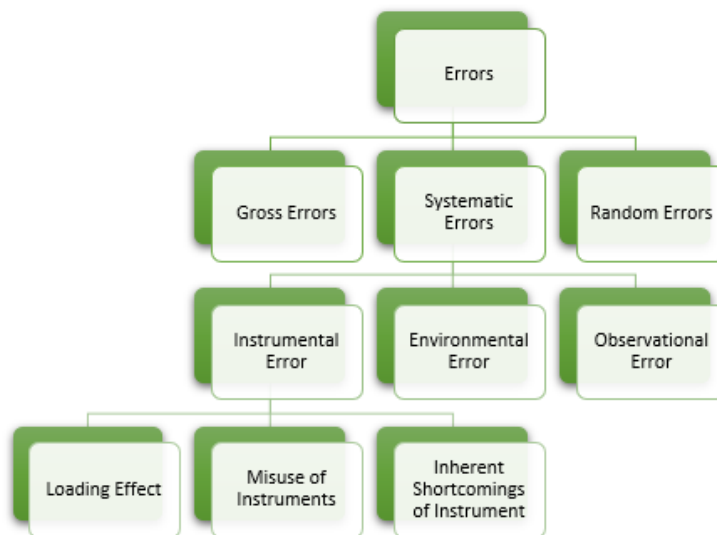 Errors
Gross Errors
Systematic
Errors
Random Errors
Instrumental
Error
Environmental
Error
Observational
Error
Loading Effect
Misuse of
Instruments
Inherent
Shortcomings
of Instrument